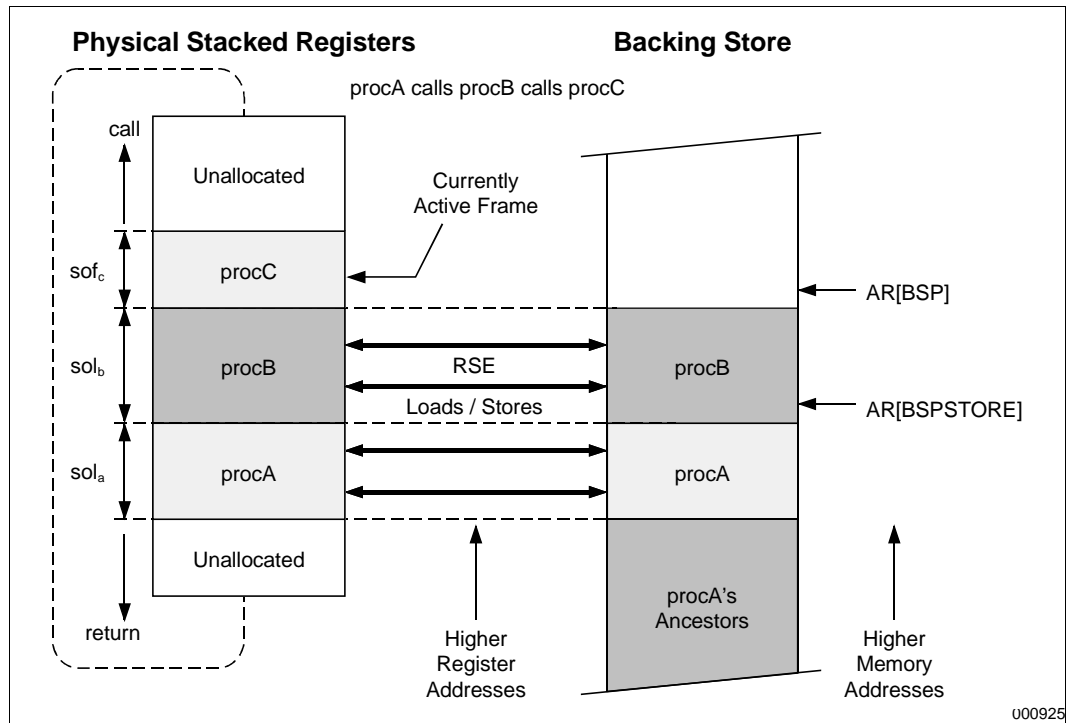 Physical Stacked Registers
Backing Store
procA calls procB calls procC
call
Unallocated
Currently
Active Frame
sofc
procC
AR[BSP]
solb
procB
RSE
Loads / Stores
procB
AR[BSPSTORE]
sola
procA
procA
Unallocated
return
Higher
Register
Addresses
procA's
Ancestors
Higher
Memory
Addresses
000925